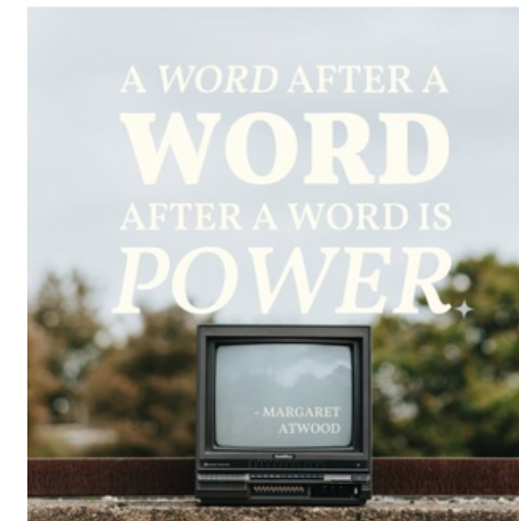 A WORD AFTER A
WORD
AFTER A WORD IS
POWER.
- MARGARET
ATWOOD